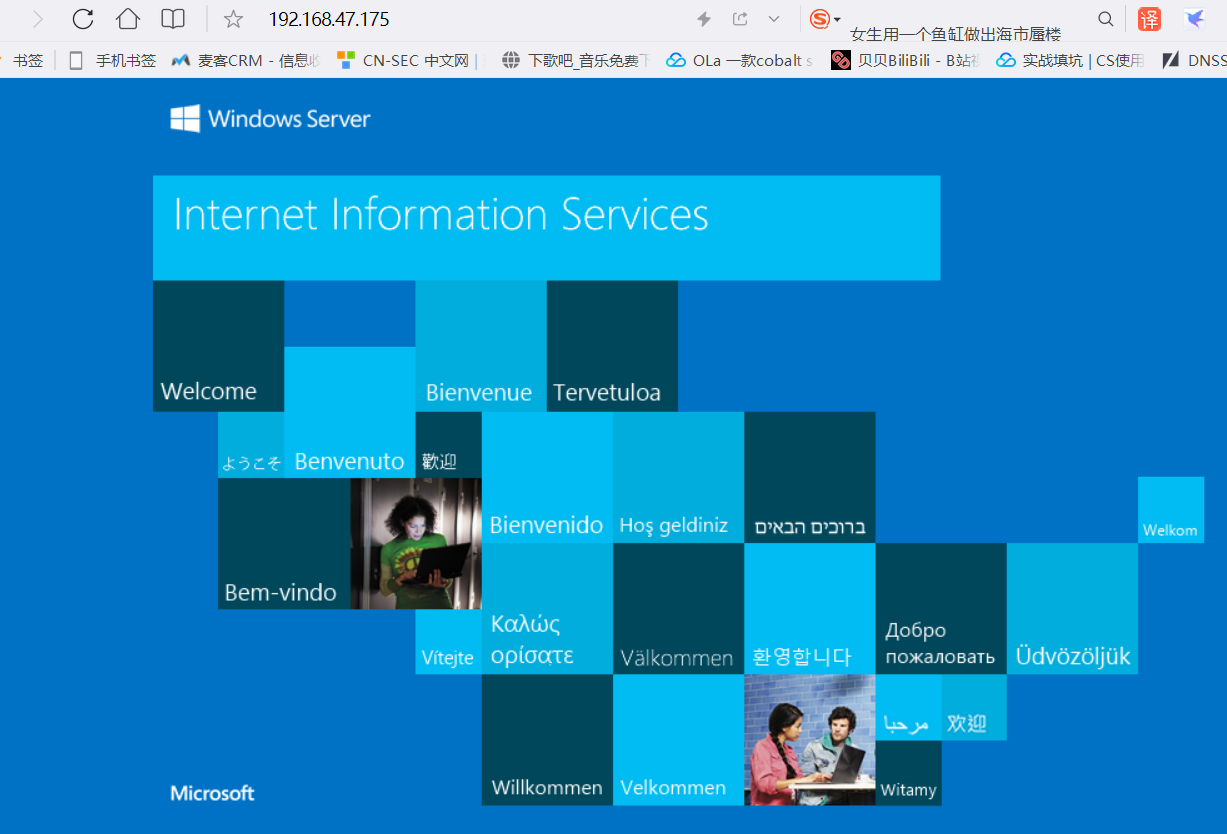 192.168.47.175
女生用一个鱼缸做出海市蜃楼
译
书签
手机书签
麦客CRM - 信息收
CN-SEC 中文网 |
下歌吧_音乐免费下
OLa 一款cobalt s
贝贝BiliBili - B站视
实战填坑 | CS使用
DNSS
Windows Server
Internet Information Services
Welcome
Bienvenue
Tervetuloa
ようこそ
Benvenuto
歡迎
Bienvenido
Hoş geldiniz
ברוכים הבאים
Welkom
Bem-vindo
Vítejte
Καλώς
ορίσατε
Välkommen
환영합니다
Добро
пожаловать
Üdvözöljük
Willkommen
Velkommen
مرحبا
欢迎
Witamy
Microsoft